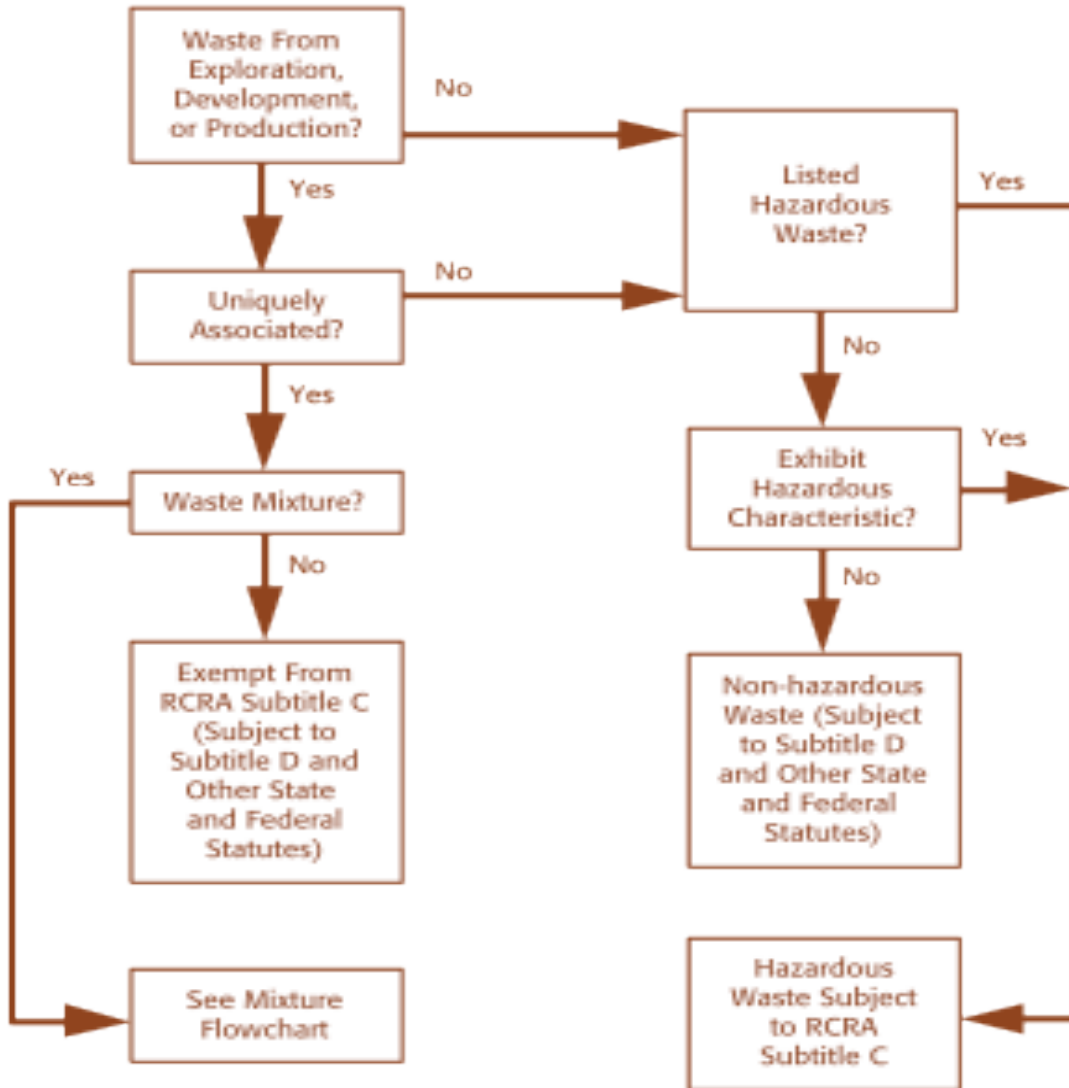 Waste From
Exploration,
Development,
or Production?
No
Yes
Listed
Hazardous
Waste?
Yes
Uniquely
Associated?
No
No
Yes
Exhibit
Hazardous
Characteristic?
Yes
Yes
Waste Mixture?
No
No
Exempt From
RCRA Subtitle C
(Subject to
Subtitle D and
Other State
and Federal
Statutes)
Non-hazardous
Waste (Subject
to Subtitle D
and Other State
and Federal
Statutes)
See Mixture
Flowchart
Hazardous
Waste Subject
to RCRA
Subtitle C